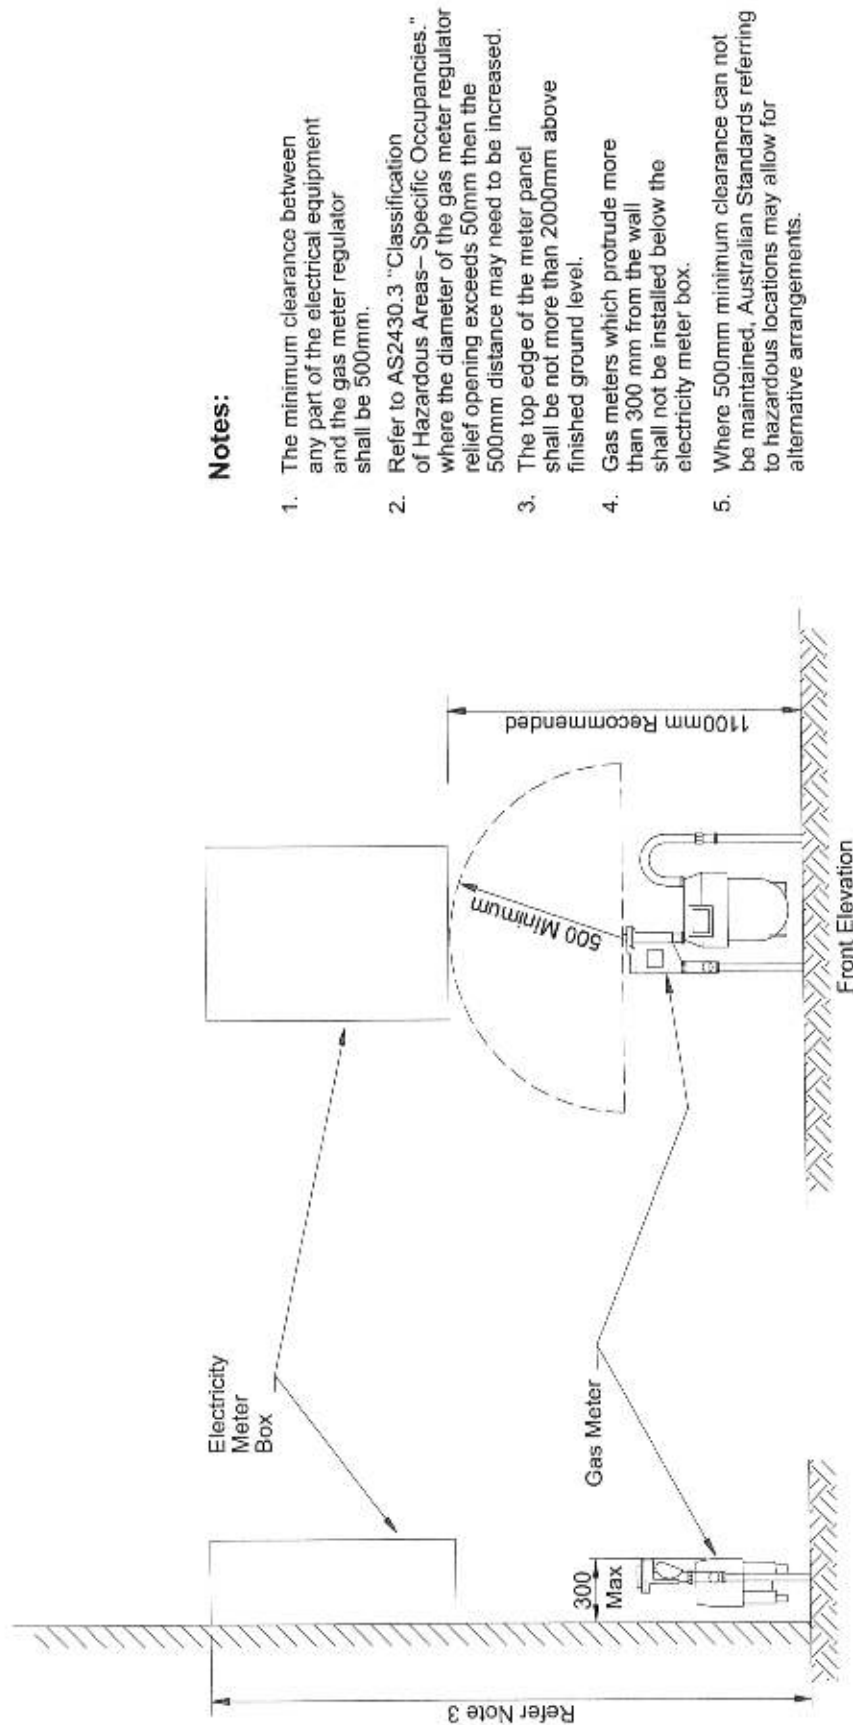 Electricity
Meter
Box
Gas Meter
300
Max
Refer Note 3
500 Minimum
1100mm Recommended
Front Elevation
Notes:
1. The minimum clearance between
any part of the electrical equipment
and the gas meter regulator
shall be 500mm.
2. Refer to AS2430.3 "Classification
of Hazardous Areas– Specific Occupancies."
where the diameter of the gas meter regulator
relief opening exceeds 50mm then the
500mm distance may need to be increased.
3. The top edge of the meter panel
shall be not more than 2000mm above
finished ground level.
4. Gas meters which protrude more
than 300 mm from the wall
shall not be installed below the
electricity meter box.
5. Where 500mm minimum clearance can not
be maintained, Australian Standards referring
to hazardous locations may allow for
alternative arrangements.